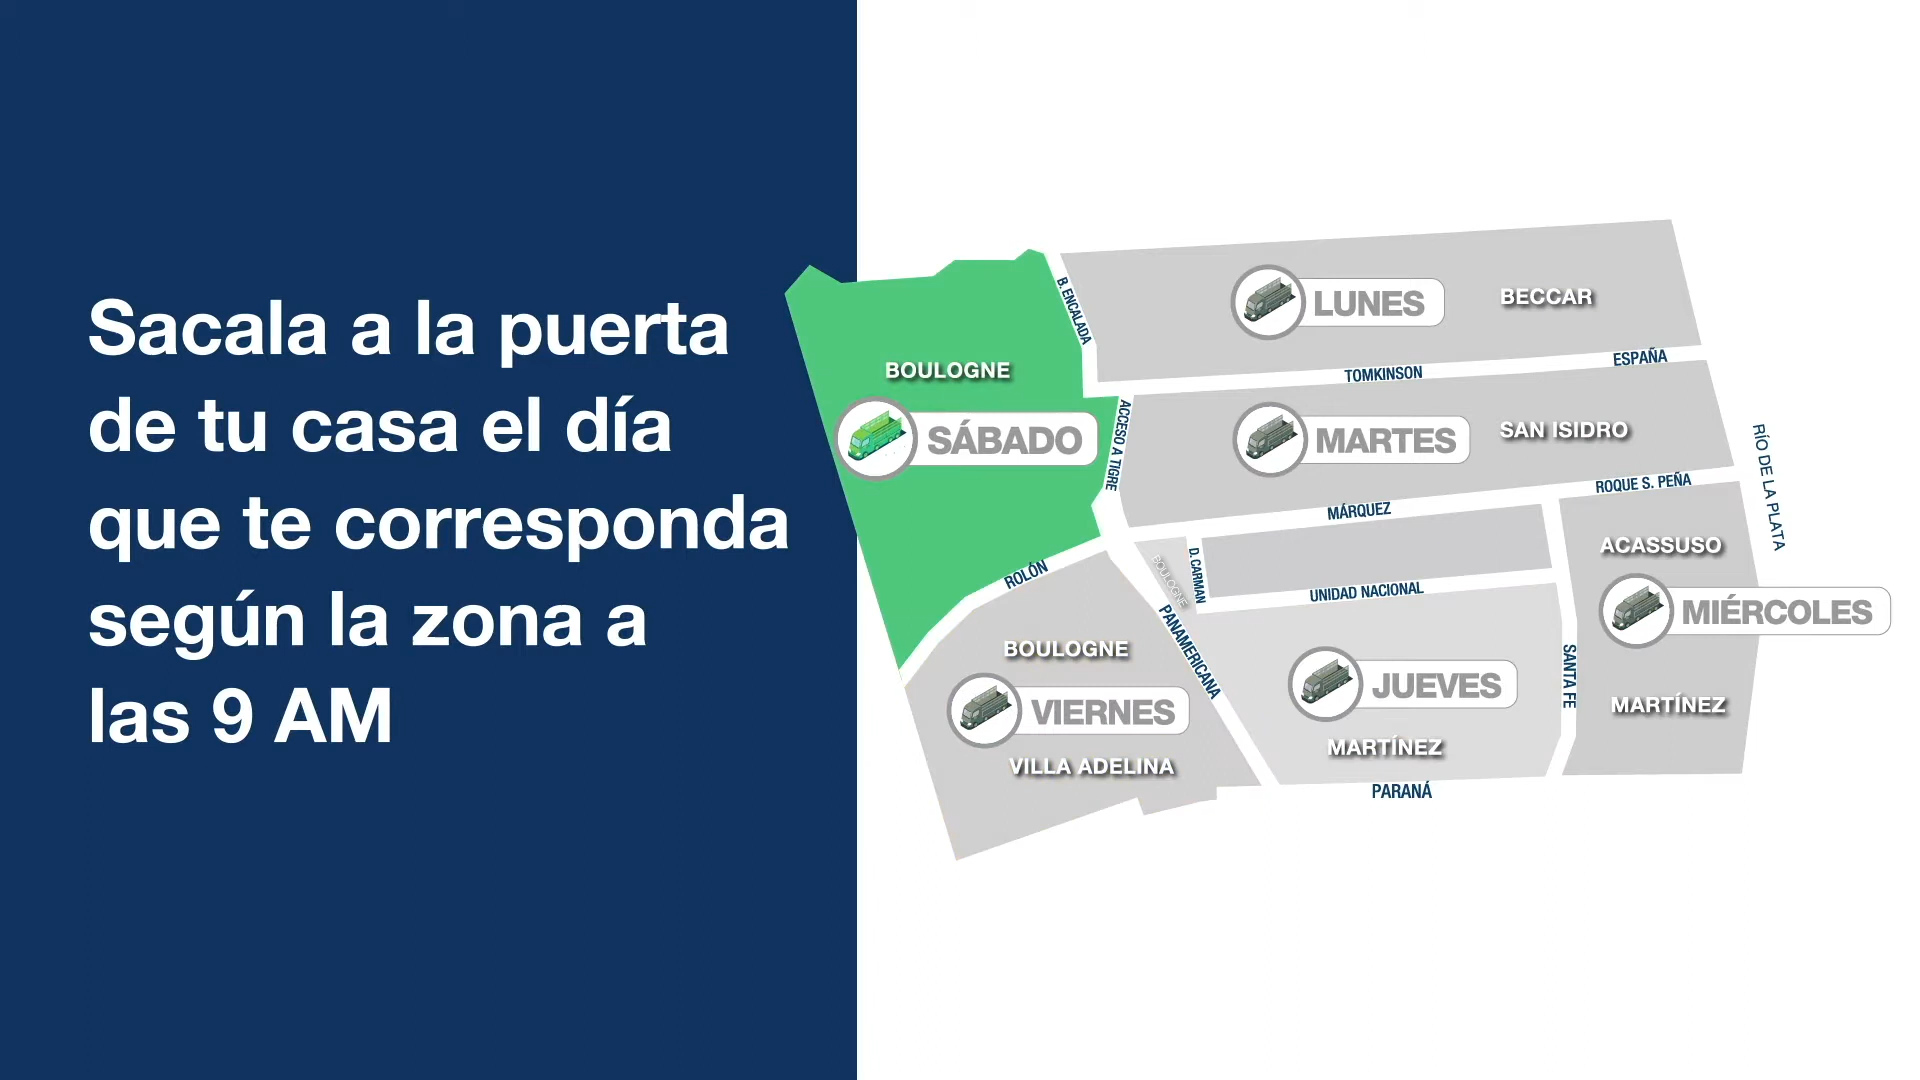 Sacala a la puerta
de tu casa el día
que te corresponda
según la zona a
las 9 AM
B. ENCALADA
LUNES
BECCAR
TOMKINSON
ESPAÑA
BOULOGNE
SÁBADO
ACCESO A TIGRE
MARTES
SAN ISIDRO
RÍO DE LA PLATA
MÁRQUEZ
ROQUE S. PEÑA
ROLÓN
BOULOGNE
D. CARMAN
UNIDAD NACIONAL
ACASSUSO
MIÉRCOLES
MARTÍNEZ
SANTA FE
PANAMERICANA
BOULOGNE
VIERNES
VILLA ADELINA
JUEVES
MARTÍNEZ
PARANÁ